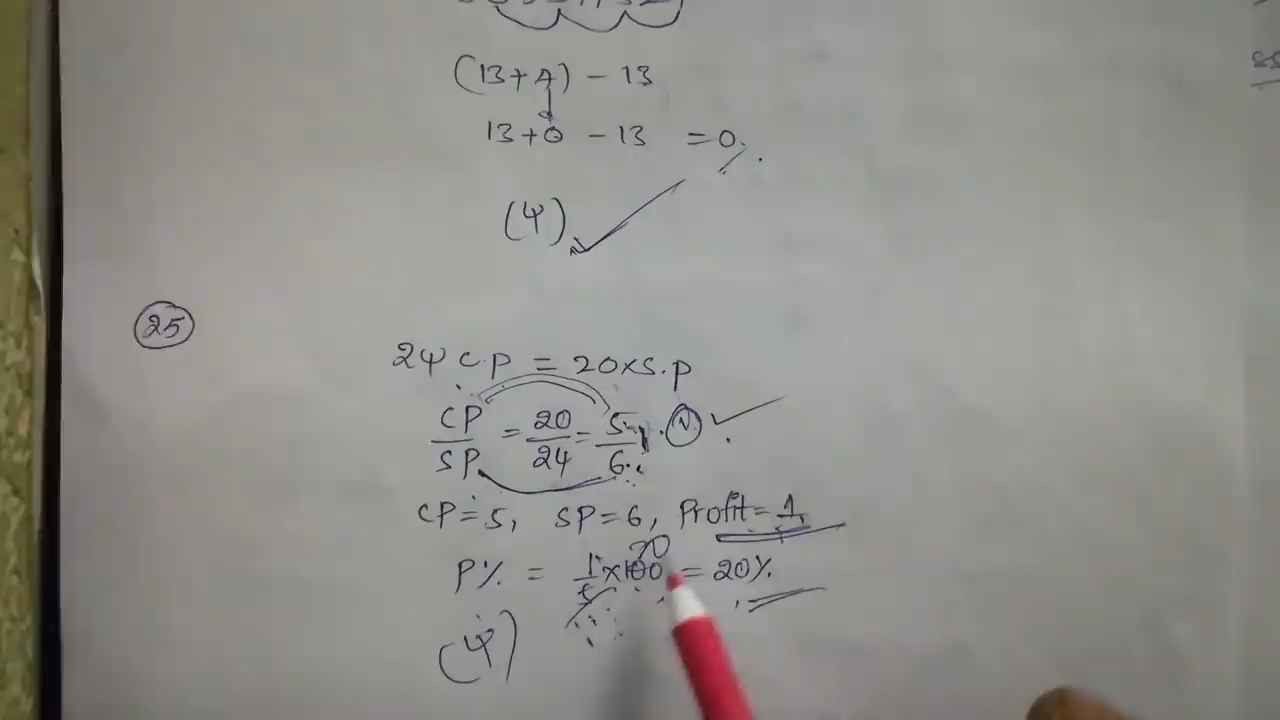 (13+4) - 13
13+0 - 13 = 0
(4)
25
24 C.P = 20×S.P
CP/SP = 20/24 = 5/6
CP=5, SP=6, Profit=1
20
P% = 1/5×100 = 20%
(4)